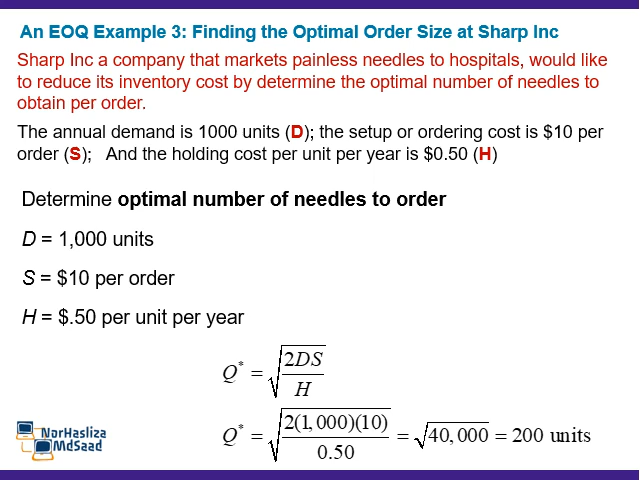 An EOQ Example 3: Finding the Optimal Order Size at Sharp Inc
Sharp Inc a company that markets painless needles to hospitals, would like
to reduce its inventory cost by determine the optimal number of needles to
obtain per order.
The annual demand is 1000 units (D); the setup or ordering cost is $10 per
order (S);   And the holding cost per unit per year is $0.50 (H)
Determine optimal number of needles to order
D = 1,000 units
S = $10 per order
H = $.50 per unit per year
Q* = √(2DS / H)
Q* = √(2(1,000)(10) / 0.50) = √40,000 = 200 units
NorHasliza
MdSaad